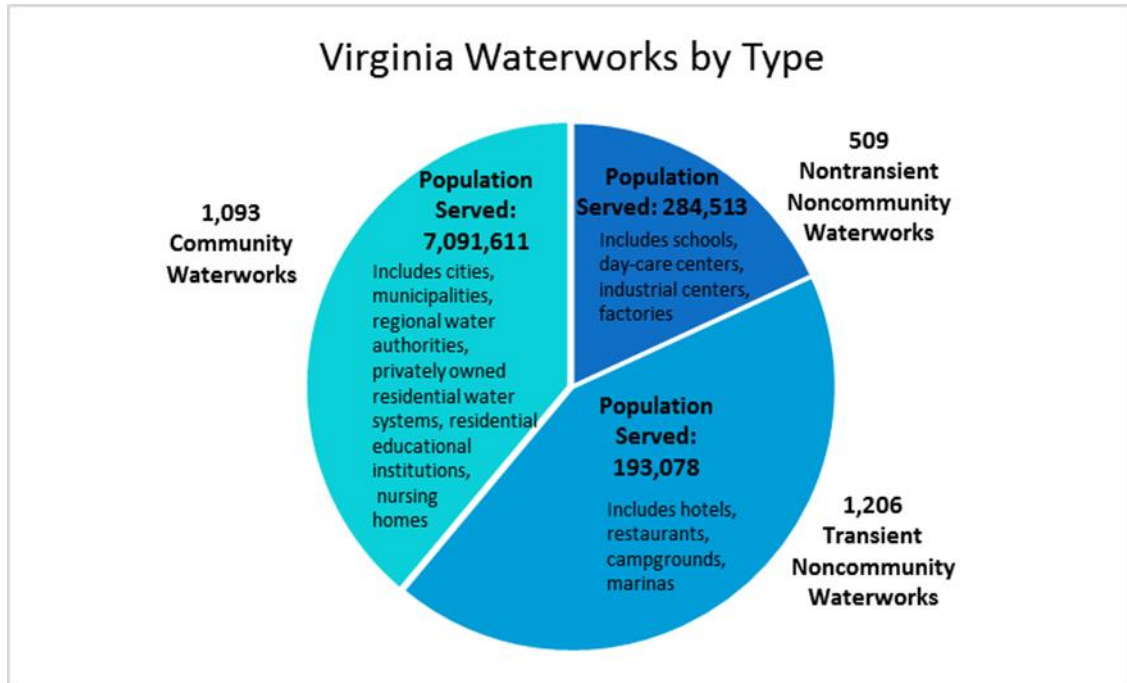 Virginia Waterworks by Type
1,093
Community
Waterworks
Population
Served:
7,091,611
Includes cities,
municipalities,
regional water
authorities,
privately owned
residential water
systems, residential
educational
institutions,
nursing
homes
Population
Served: 284,513
Includes schools,
day-care centers,
industrial centers,
factories
509
Nontransient
Noncommunity
Waterworks
Population
Served:
193,078
Includes hotels,
restaurants,
campgrounds,
marinas
1,206
Transient
Noncommunity
Waterworks